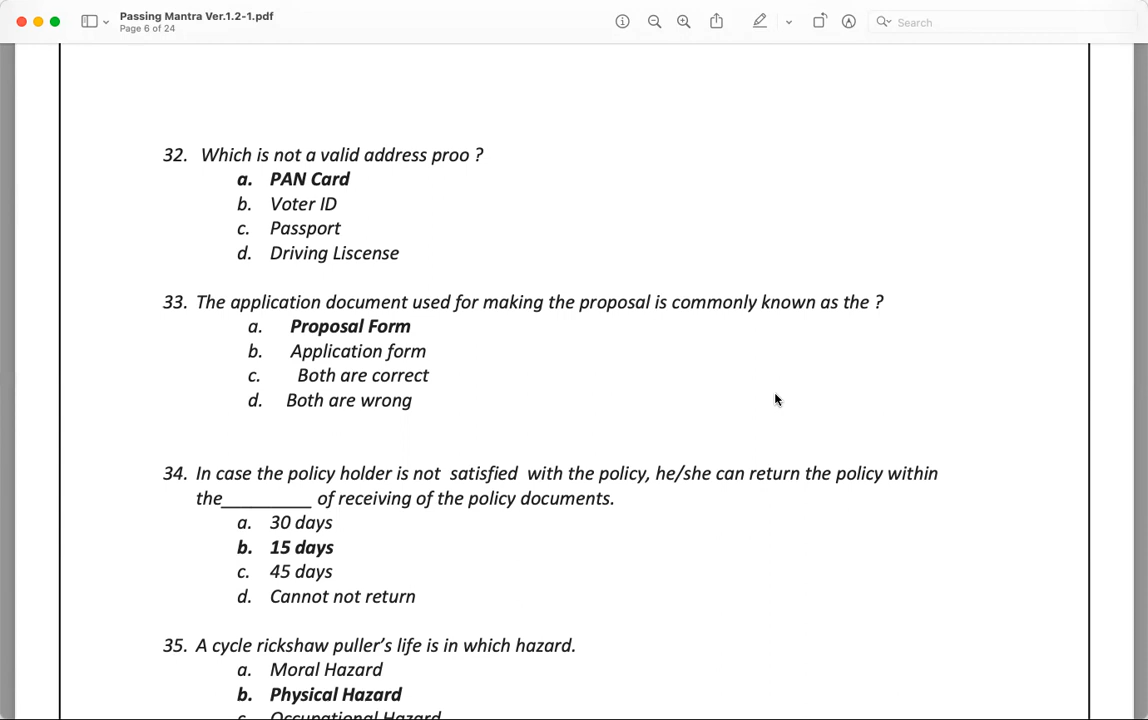 Passing Mantra Ver.1.2-1.pdf
Page 6 of 24
Search
32. Which is not a valid address proo ?
a. PAN Card
b. Voter ID
c. Passport
d. Driving Liscense
33. The application document used for making the proposal is commonly known as the ?
a. Proposal Form
b. Application form
c. Both are correct
d. Both are wrong
34. In case the policy holder is not satisfied with the policy, he/she can return the policy within
the__________ of receiving of the policy documents.
a. 30 days
b. 15 days
c. 45 days
d. Cannot not return
35. A cycle rickshaw puller’s life is in which hazard.
a. Moral Hazard
b. Physical Hazard
c. Occupational Hazard